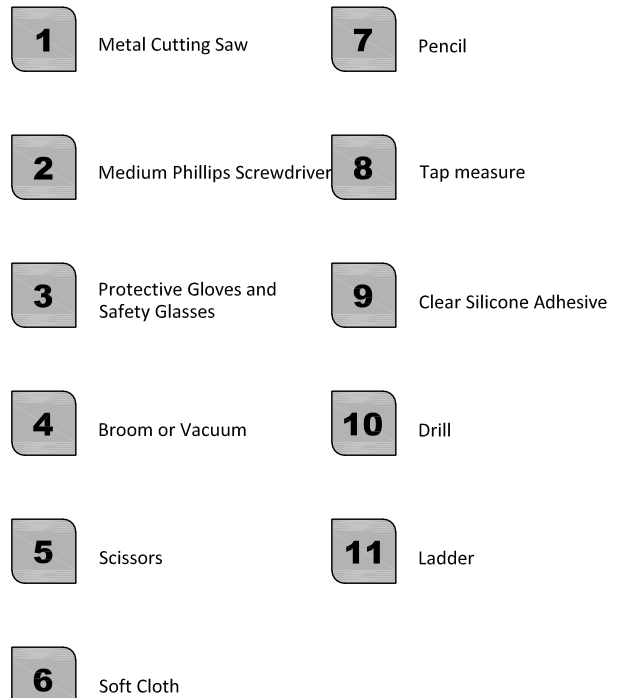 1 Metal Cutting Saw
2 Medium Phillips Screwdriver
3 Protective Gloves and
Safety Glasses
4 Broom or Vacuum
5 Scissors
6 Soft Cloth
7 Pencil
8 Tap measure
9 Clear Silicone Adhesive
10 Drill
11 Ladder